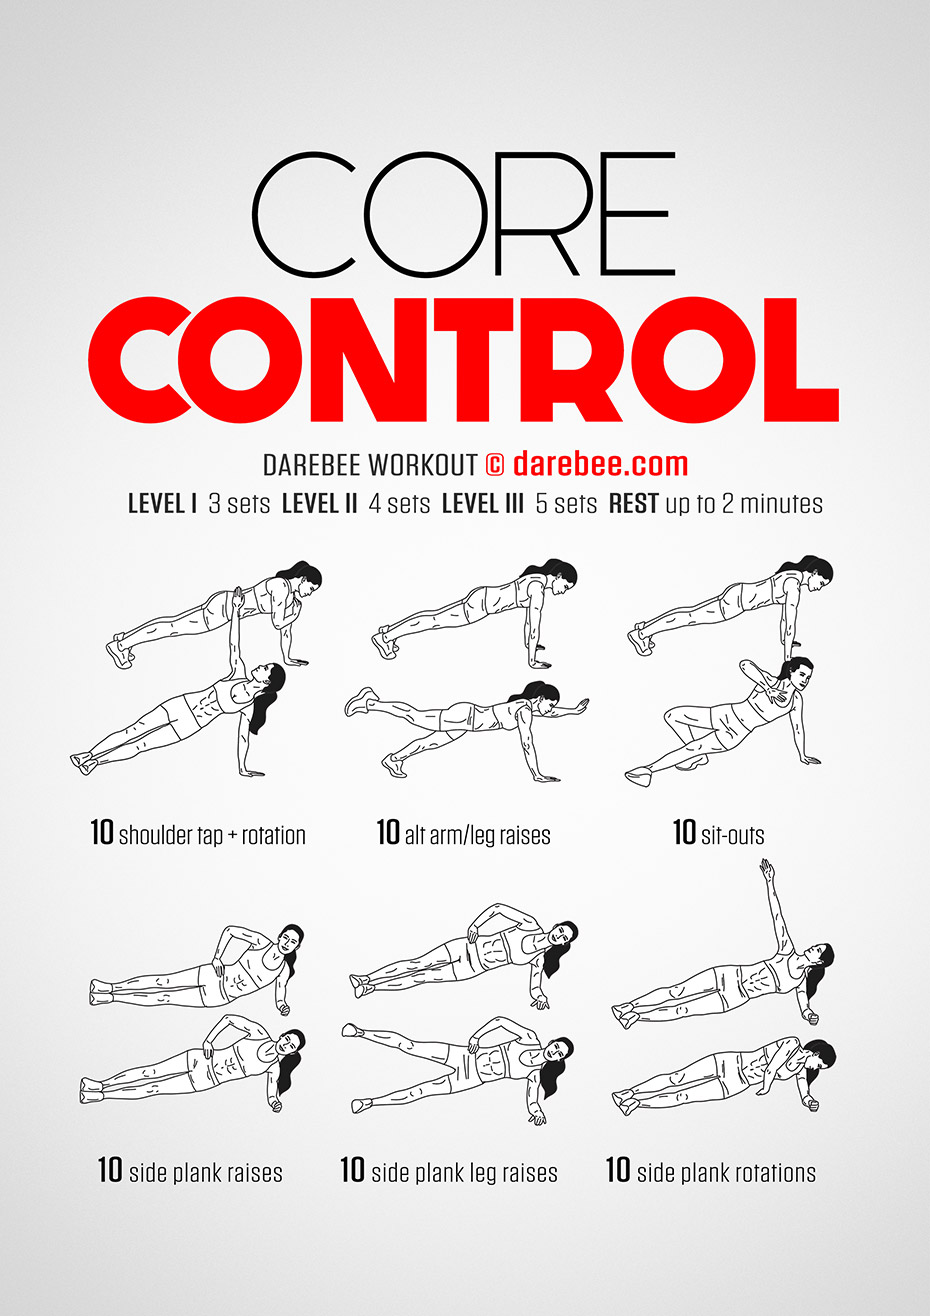 CORE
CONTROL
DAREBEE WORKOUT © darebee.com
LEVEL I 3 sets LEVEL II 4 sets LEVEL III 5 sets REST up to 2 minutes
10 shoulder tap + rotation
10 alt arm/leg raises
10 sit-outs
10 side plank raises
10 side plank leg raises
10 side plank rotations